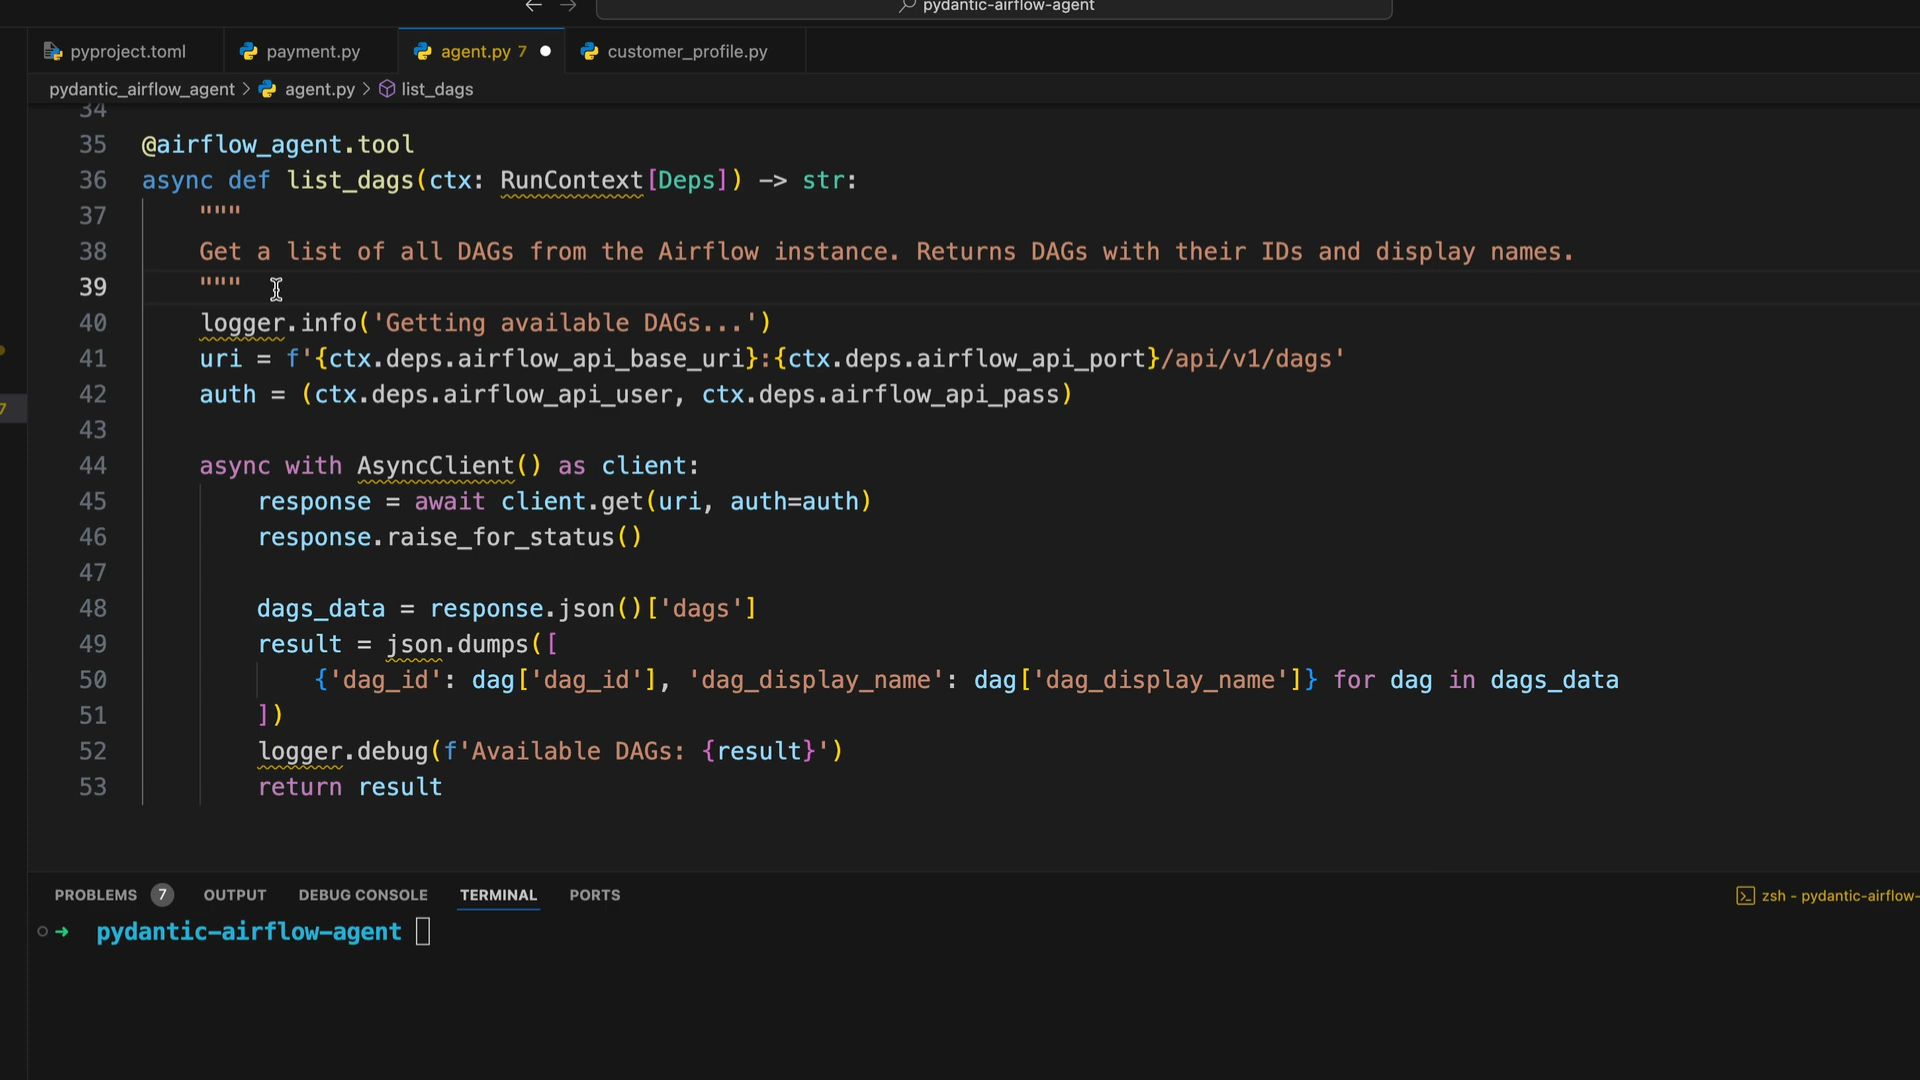 pydantic-airflow-agent
pyproject.toml payment.py agent.py 7 customer_profile.py
pydantic_airflow_agent > agent.py > list_dags
34
35 @airflow_agent.tool
36 async def list_dags(ctx: RunContext[Deps]) -> str:
37     """
38     Get a list of all DAGs from the Airflow instance. Returns DAGs with their IDs and display names.
39     """
40     logger.info('Getting available DAGs...')
41     uri = f'{ctx.deps.airflow_api_base_uri}:{ctx.deps.airflow_api_port}/api/v1/dags'
42     auth = (ctx.deps.airflow_api_user, ctx.deps.airflow_api_pass)
43
44     async with AsyncClient() as client:
45         response = await client.get(uri, auth=auth)
46         response.raise_for_status()
47
48         dags_data = response.json()['dags']
49         result = json.dumps([
50             {'dag_id': dag['dag_id'], 'dag_display_name': dag['dag_display_name']} for dag in dags_data
51         ])
52         logger.debug(f'Available DAGs: {result}')
53         return result
7
PROBLEMS 7 OUTPUT DEBUG CONSOLE TERMINAL PORTS zsh - pydantic-airflow-
pydantic-airflow-agent